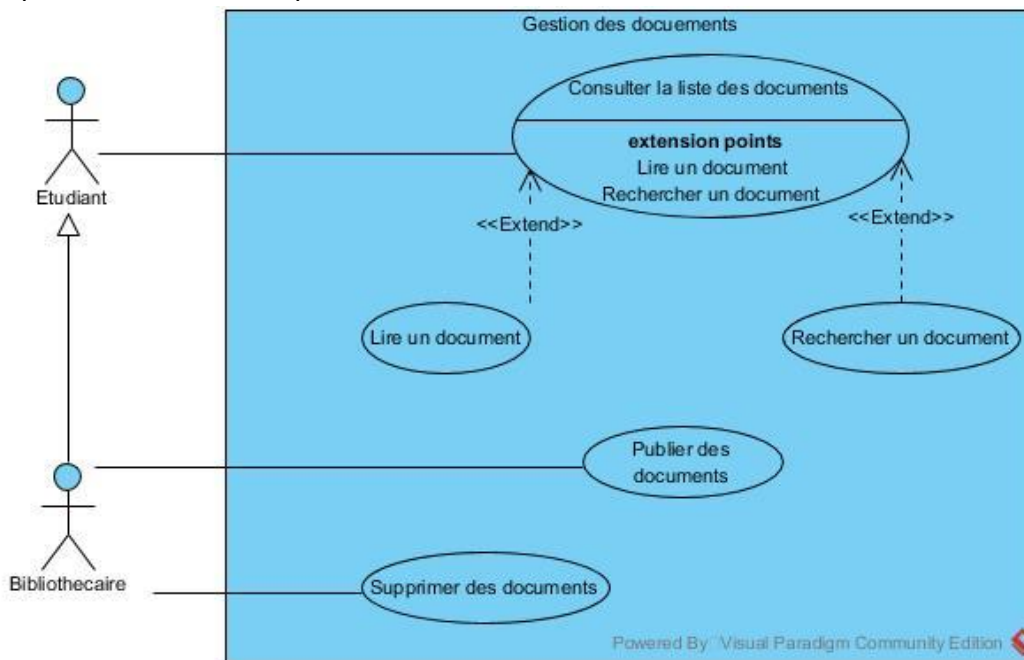 Gestion des docuements
Consulter la liste des documents
extension points
Lire un document
Rechercher un document
Etudiant
<<Extend>>
<<Extend>>
Lire un document
Rechercher un document
Publier des
documents
Bibliothecaire
Supprimer des documents
Powered By Visual Paradigm Community Edition